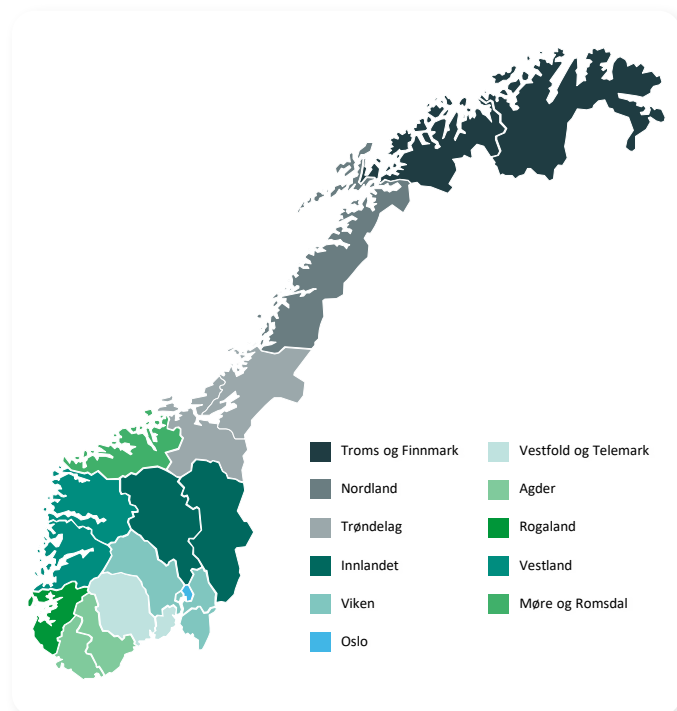 Troms og Finnmark
Nordland
Trøndelag
Innlandet
Viken
Oslo
Vestfold og Telemark
Agder
Rogaland
Vestland
Møre og Romsdal